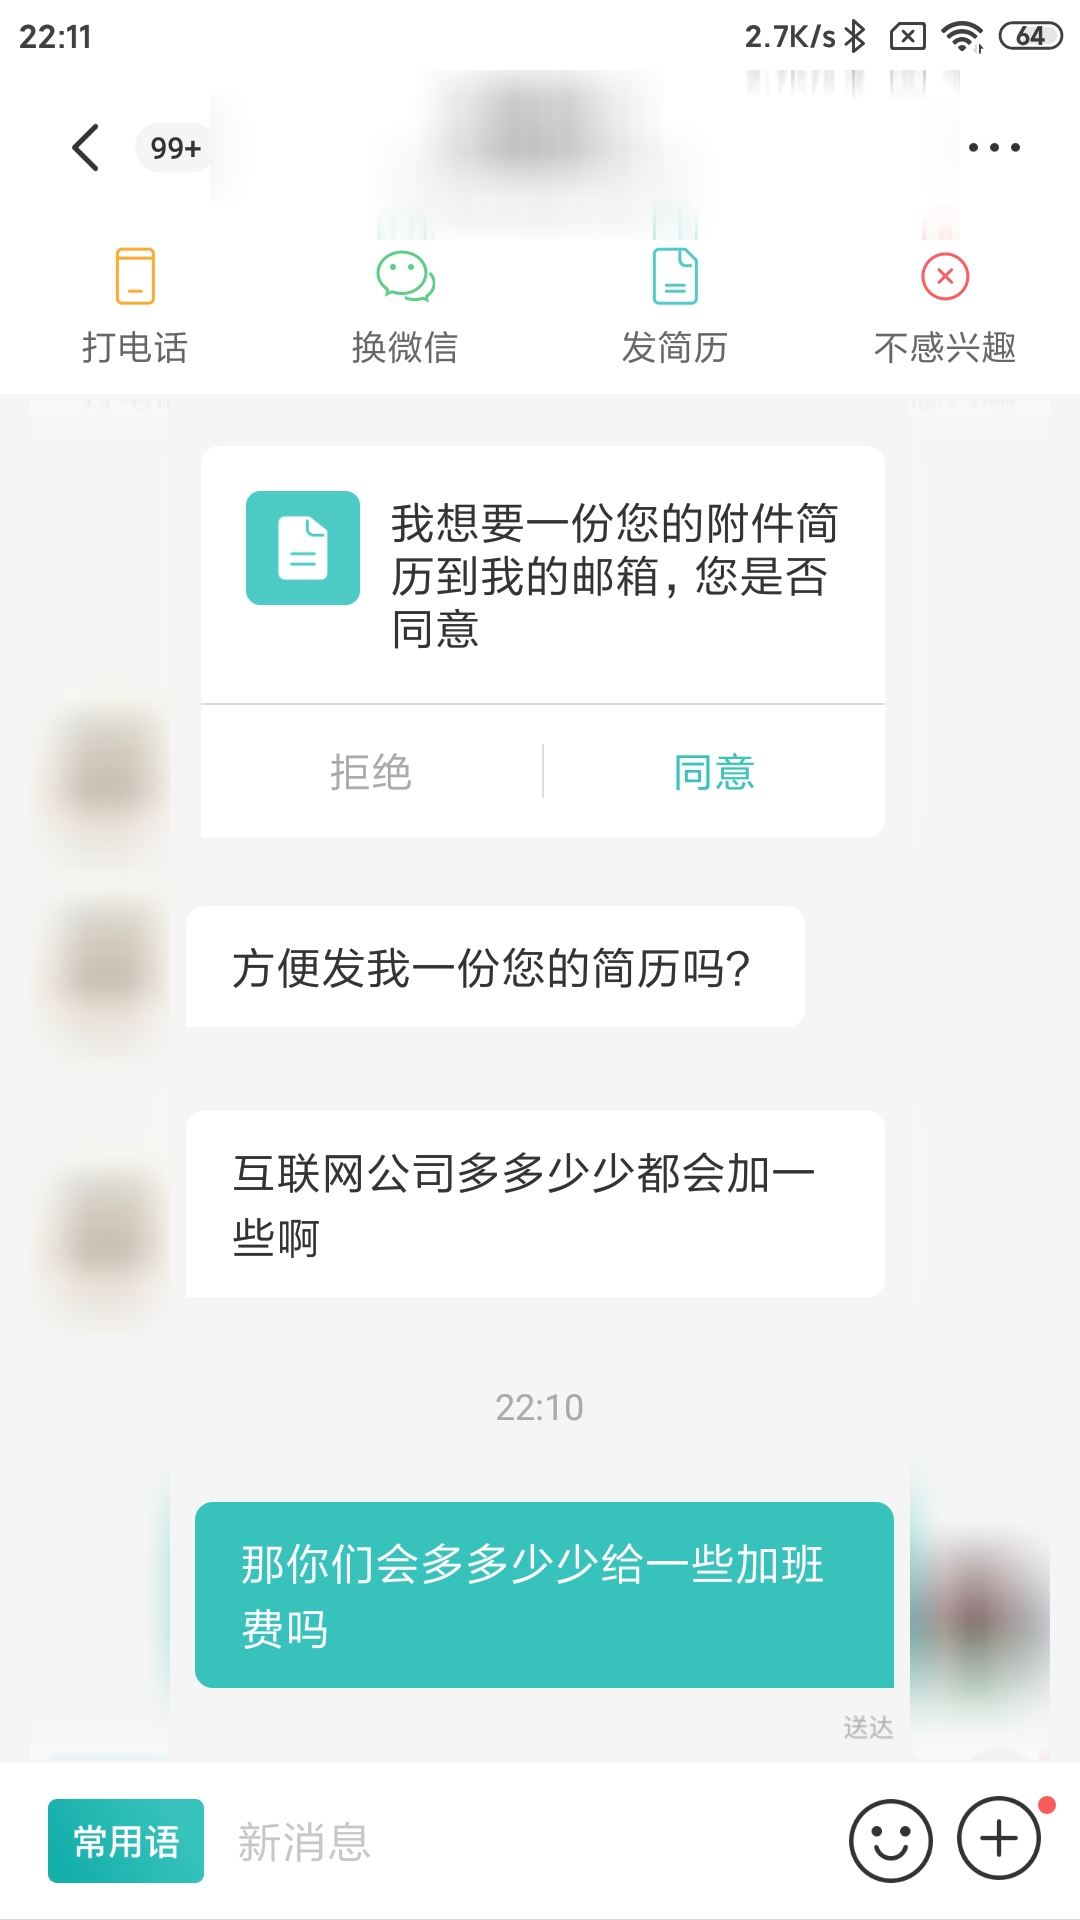 22:11
2.7K/s
64
99+
打电话
换微信
发简历
不感兴趣
我想要一份您的附件简
历到我的邮箱，您是否
同意
拒绝
同意
方便发我一份您的简历吗?
互联网公司多多少少都会加一
些啊
22:10
那你们会多多少少给一些加班
费吗
送达
常用语
新消息